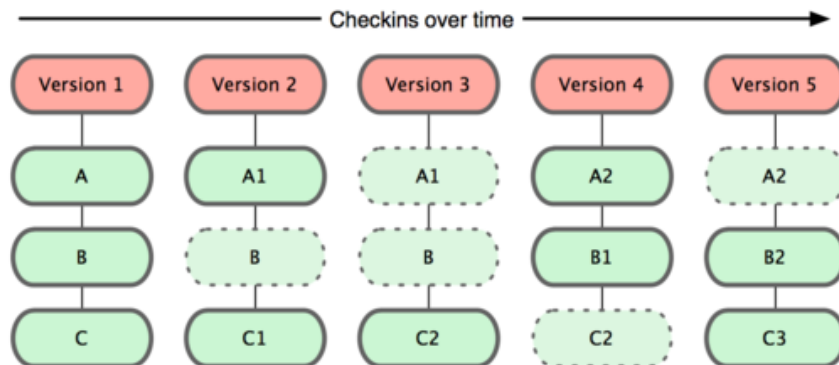 Checkins over time
Version 1 Version 2 Version 3 Version 4 Version 5
A A1 A1 A2 A2
B B B B1 B2
C C1 C2 C2 C3